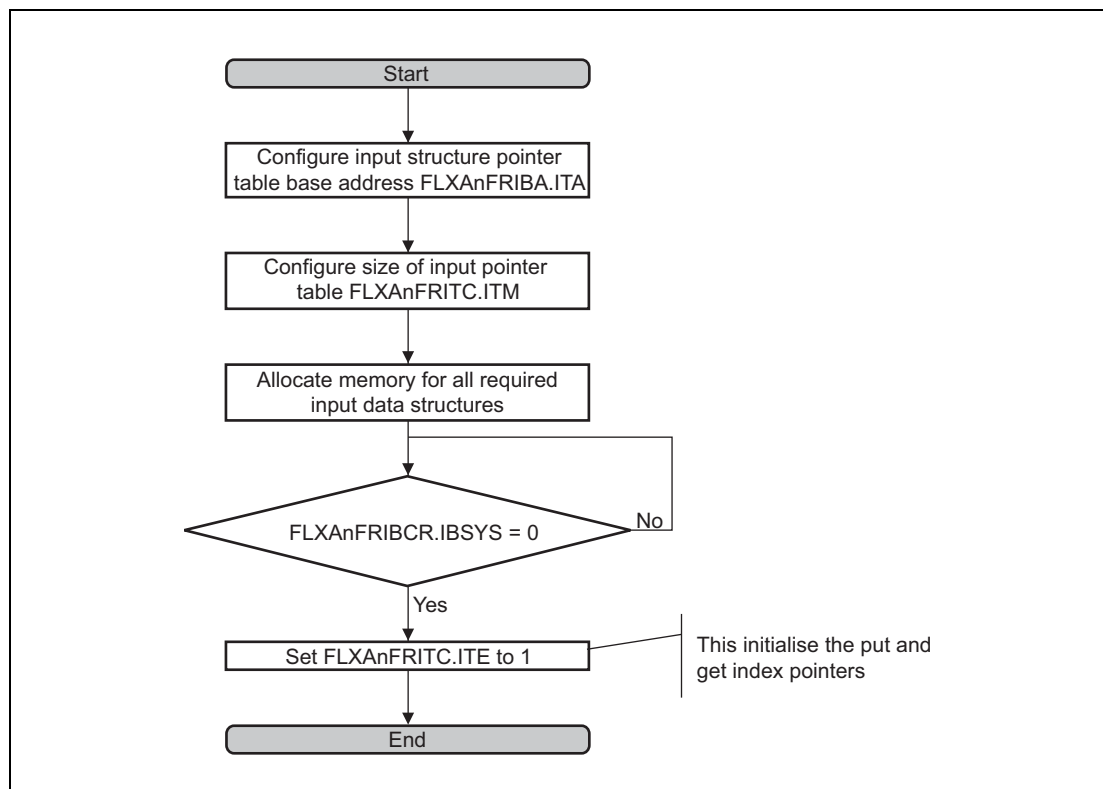 Start
Configure input structure pointer
table base address FLXAnFRIBA.ITA
Configure size of input pointer
table FLXAnFRITC.ITM
Allocate memory for all required
input data structures
FLXAnFRIBCR.IBSYS = 0
No
Yes
Set FLXAnFRITC.ITE to 1
This initialise the put and
get index pointers
End